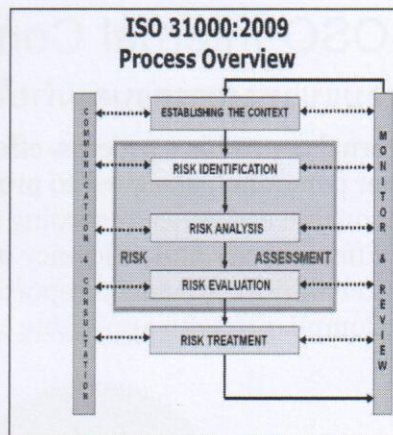 ISO 31000:2009
Process Overview
COMMUNICATION CONSULTATION
ESTABLISHING THE CONTEXT
RISK IDENTIFICATION
RISK ANALYSIS
RISK ASSESSMENT
RISK EVALUATION
RISK TREATMENT
MONITOR & REVIEW